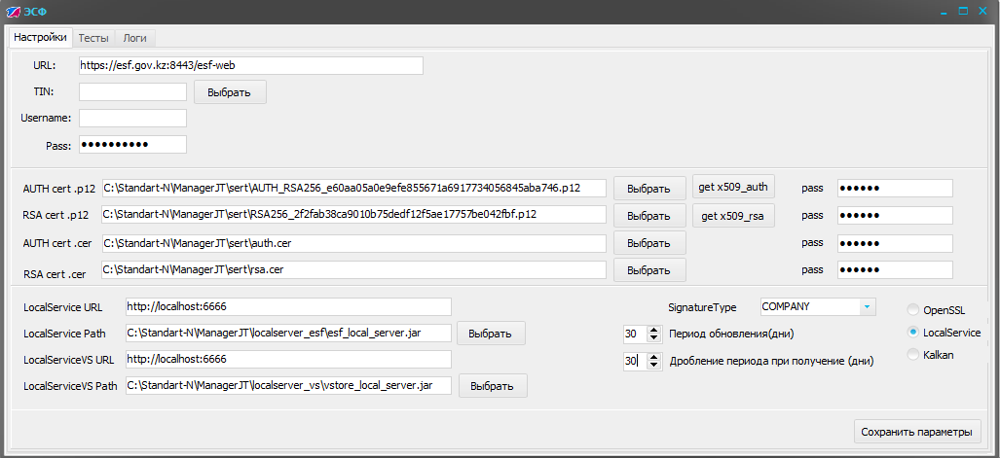 ЭСФ
Настройки Тесты Логи
URL: https://esf.gov.kz:8443/esf-web
TIN: Выбрать
Username:
Pass: ●●●●●●●●●●
AUTH cert .p12 C:\Standart-N\ManagerJT\sert\AUTH_RSA256_e60aa05a0e9efe855671a6917734056845aba746.p12 Выбрать get x509_auth pass ●●●●●●
RSA cert .p12 C:\Standart-N\ManagerJT\sert\RSA256_2f2fab38ca9010b75dedf12f5ae17757be042fbf.p12 Выбрать get x509_rsa pass ●●●●●●
AUTH cert .cer C:\Standart-N\ManagerJT\sert\auth.cer Выбрать pass ●●●●●●
RSA cert .cer C:\Standart-N\ManagerJT\sert\rsa.cer Выбрать pass ●●●●●●
LocalService URL http://localhost:6666 SignatureType COMPANY OpenSSL
LocalService Path C:\Standart-N\ManagerJT\localserver_esf\esf_local_server.jar Выбрать 30 Период обновления(дни) LocalService
LocalServiceVS URL http://localhost:6666 30 Дробление периода при получение (дни) Kalkan
LocalServiceVS Path C:\Standart-N\ManagerJT\localserver_vs\vstore_local_server.jar Выбрать
Сохранить параметры